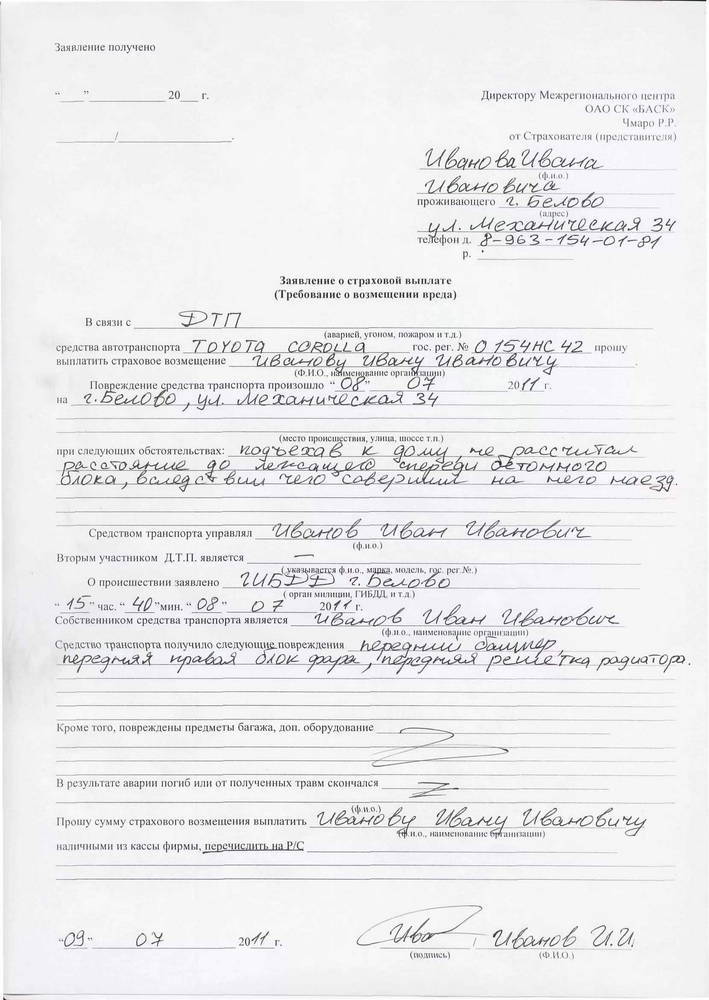 Заявление получено
“____”____________ 20___ г.
__________/__________________.
Директору Межрегионального центра
ОАО СК «БАСК»
Чмаро Р.Р.
от Страхователя (представителя)
Иванова Ивана
(ф.и.о.)
Ивановича
проживающего г. Белово
(адрес)
ул. Механическая 34
телефон д. 8-963-154-01-81
р.
Заявление о страховой выплате
(Требование о возмещении вреда)
В связи с ДТП
(аварией, угоном, пожаром и т.д.)
средства автотранспорта TOYOTA COROLLA гос. рег. № О 154 НС 42 прошу
выплатить страховое возмещение Иванову Ивану Ивановичу
(Ф.И.О., наименование организации)
Повреждение средства транспорта произошло “08” 07 2011 г.
на г. Белово, ул. Механическая 34
(место происшествия, улица, шоссе т.п.)
при следующих обстоятельствах: подъехав к дому, не рассчитал
расстояние до лежащего спереди бетонного
блока, вследствии чего совершил на него наезд.
Средством транспорта управлял Иванов Иван Иванович
(ф.и.о.)
Вторым участником Д.Т.П. является —
(указывается ф.и.о., марка, модель, гос. рег.№.)
О происшествии заявлено ГИБДД г. Белово
( орган милиции, ГИБДД, и т.д.)
“15” час. “40” мин. “08” 07 2011 г.
Собственником средства транспорта является Иванов Иван Иванович
(ф.и.о., наименование организации)
Средство транспорта получило следующие повреждения передний бампер,
передняя правая блок фара, передняя решетка радиатора.
Кроме того, повреждены предметы багажа, доп. оборудование
В результате аварии погиб или от полученных травм скончался
(ф.и.о.)
Прошу сумму страхового возмещения выплатить Иванову Ивану Ивановичу
(ф.и.о., наименование организации)
наличными из кассы фирмы, перечислить на Р/С
“09” 07 2011 г. Ива / Иванов И.И.
(подпись) (Ф.И.О.)